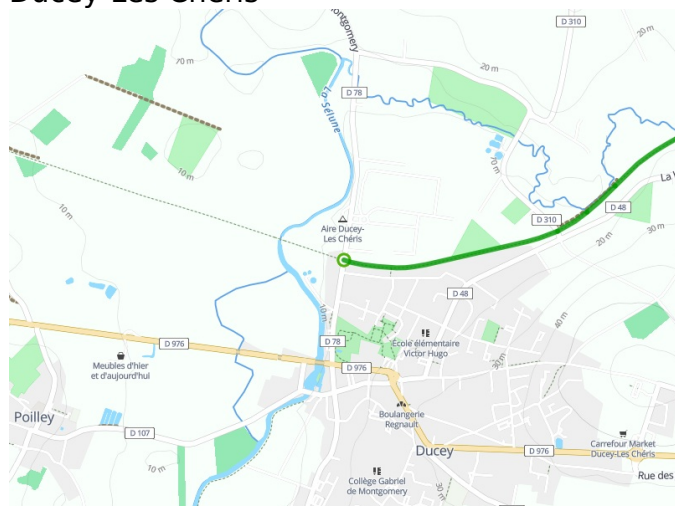 Ducey-Les Chéris
Montgomery
D 310
20 m
20 m
70 m
D 78
La Sélune
10 m
10 m
D 48
D 310
20 m
30 m
Aire Ducey-
Les Chéris
10 m
10 m
D 48
40 m
D 78
École élémentaire
Victor Hugo
D 976
30 m
Meubles d'hier
et d'aujourd'hui
D 976
Boulangerie
Regnault
Poilley
D 107
Carrefour Market
Ducey-Les Chéris
Ducey
D 976
10 m
Collège Gabriel
de Montgomery
30 m
Rue des